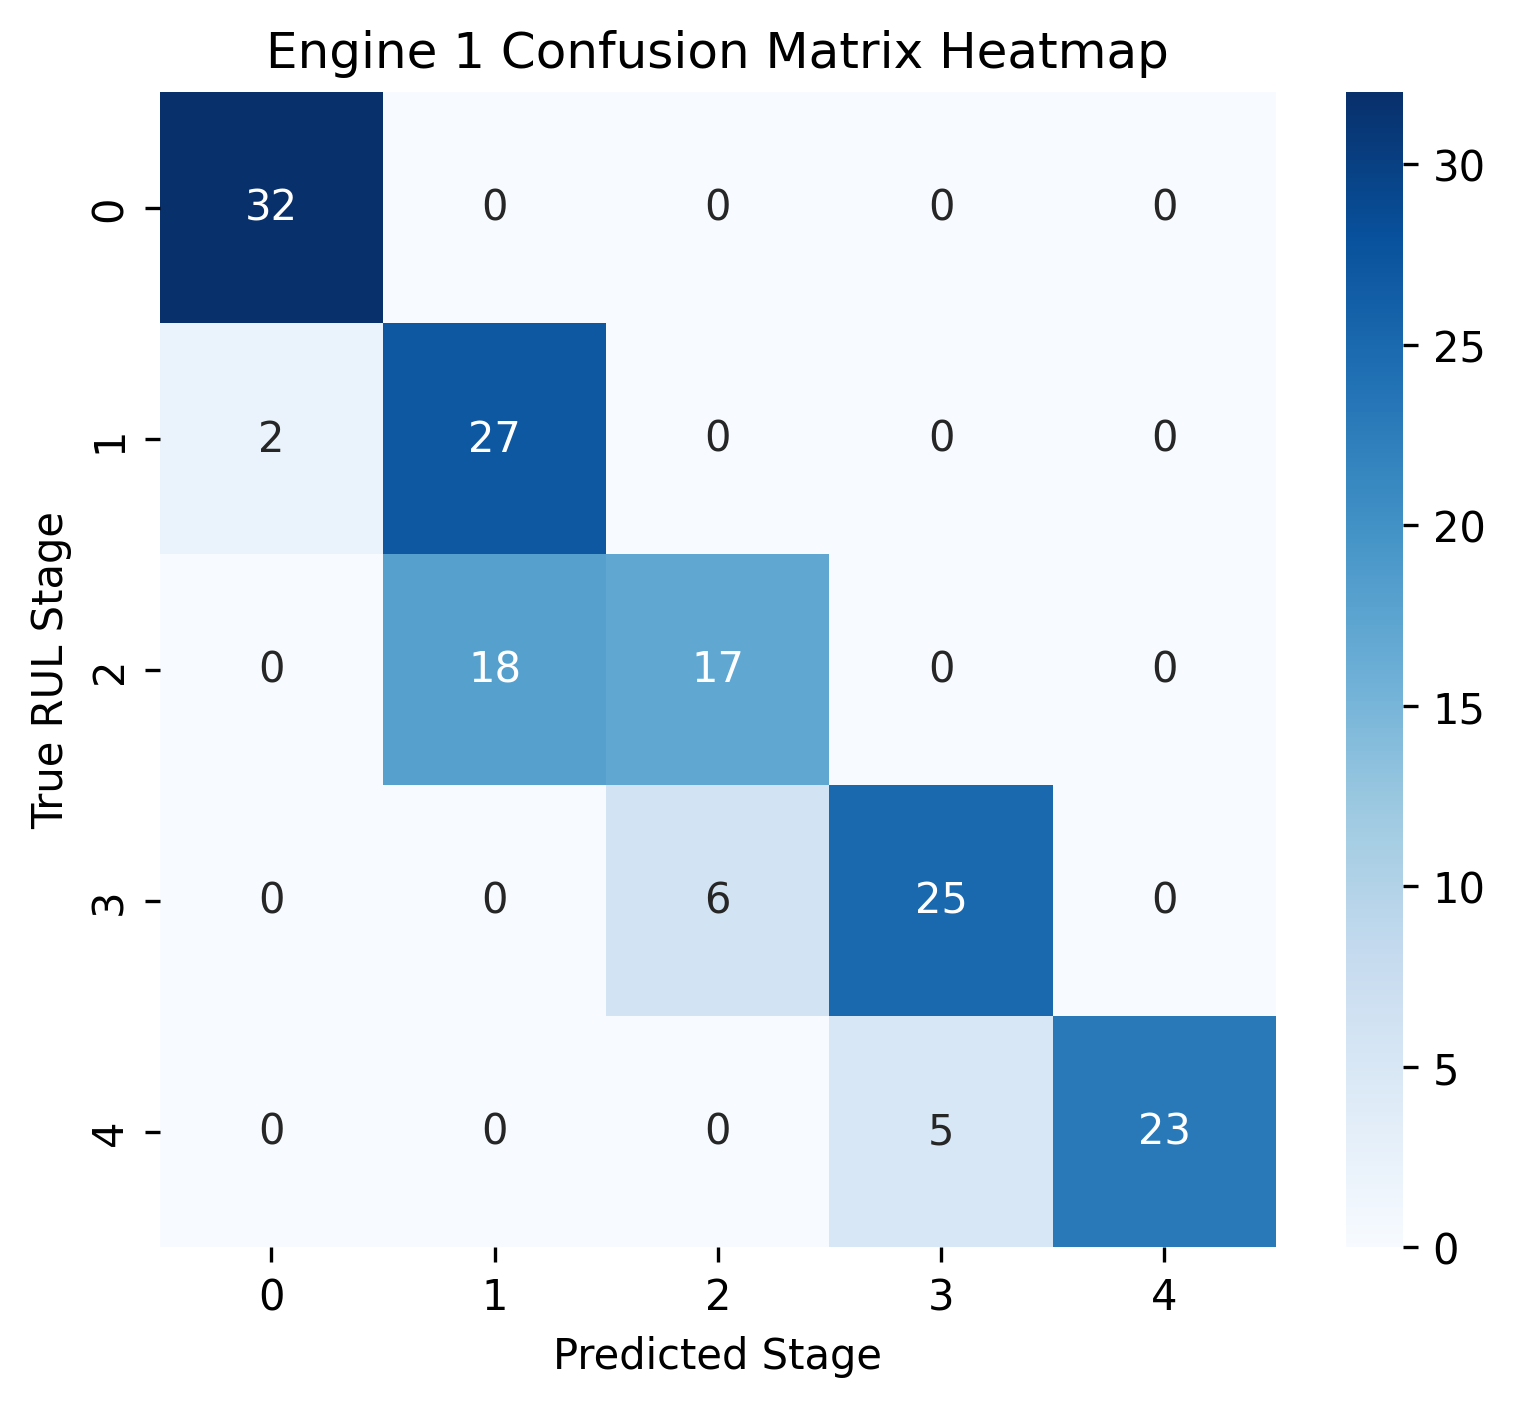 Engine 1 Confusion Matrix Heatmap
True RUL Stage
0 32 0 0 0 0
1 2 27 0 0 0
2 0 18 17 0 0
3 0 0 6 25 0
4 0 0 0 5 23
0 1 2 3 4
Predicted Stage
30
25
20
15
10
5
0